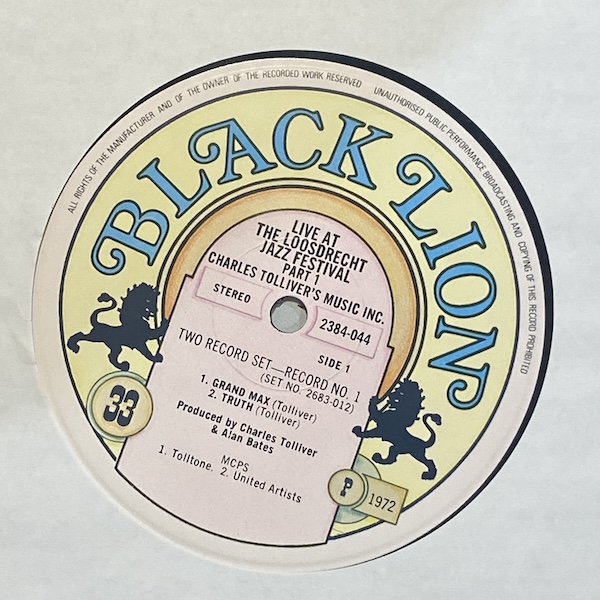 ALL RIGHTS OF THE MANUFACTURER AND OF THE OWNER OF THE RECORDED WORK RESERVED UNAUTHORISED PUBLIC PERFORMANCE BROADCASTING AND COPYING OF THIS RECORD PROHIBITED
BLACK LION
LIVE AT
THE LOOSDRECHT
JAZZ FESTIVAL
PART 1
CHARLES TOLLIVER'S MUSIC INC.
STEREO
2384-044
SIDE 1
TWO RECORD SET—RECORD NO. 1
(SET NO. 2683-012)
1. GRAND MAX (Tolliver)
2. TRUTH (Tolliver)
Produced by Charles Tolliver
& Alan Bates
MCPS
1. Tolltone. 2. United Artists
33
P 1972